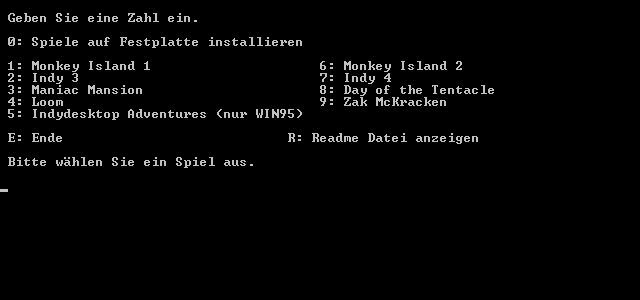 Geben Sie eine Zahl ein.
0: Spiele auf Festplatte installieren
1: Monkey Island 1 6: Monkey Island 2
2: Indy 3 7: Indy 4
3: Maniac Mansion 8: Day of the Tentacle
4: Loom 9: Zak McKracken
5: Indydesktop Adventures (nur WIN95)
E: Ende R: Readme Datei anzeigen
Bitte wählen Sie ein Spiel aus.